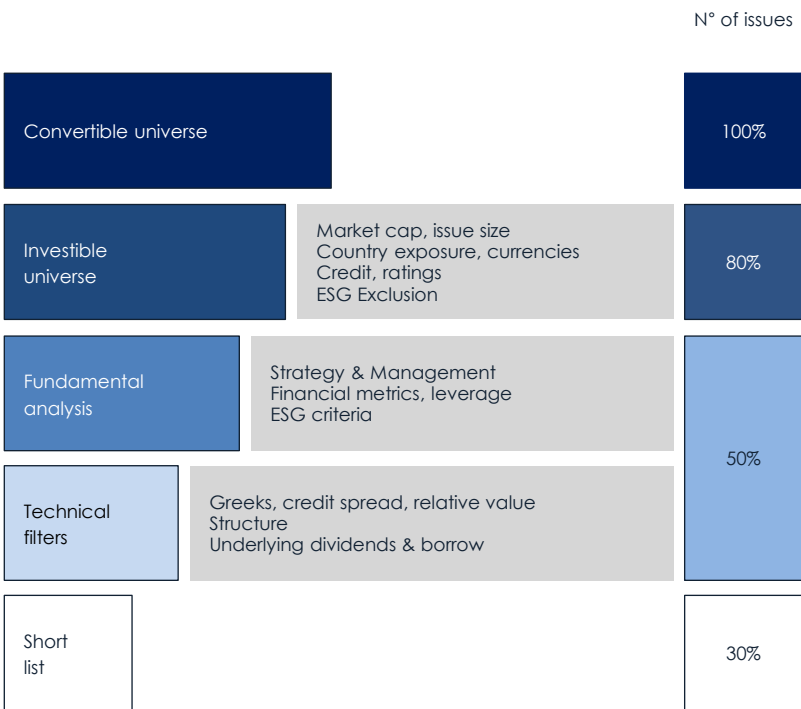 N° of issues
Convertible universe
100%
Investible
universe
Market cap, issue size
Country exposure, currencies
Credit, ratings
ESG Exclusion
80%
Fundamental
analysis
Strategy & Management
Financial metrics, leverage
ESG criteria
50%
Technical
filters
Greeks, credit spread, relative value
Structure
Underlying dividends & borrow
Short
list
30%